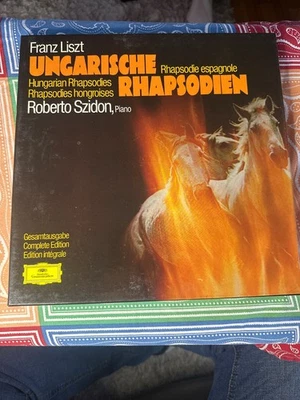 Franz Liszt
UNGARISCHE Rhapsodie espagnole
Hungarian Rhapsodies RHAPSODIEN
Rhapsodies hongroises
Roberto Szidon, Piano
Gesamtausgabe
Complete Edition
Edition intégrale